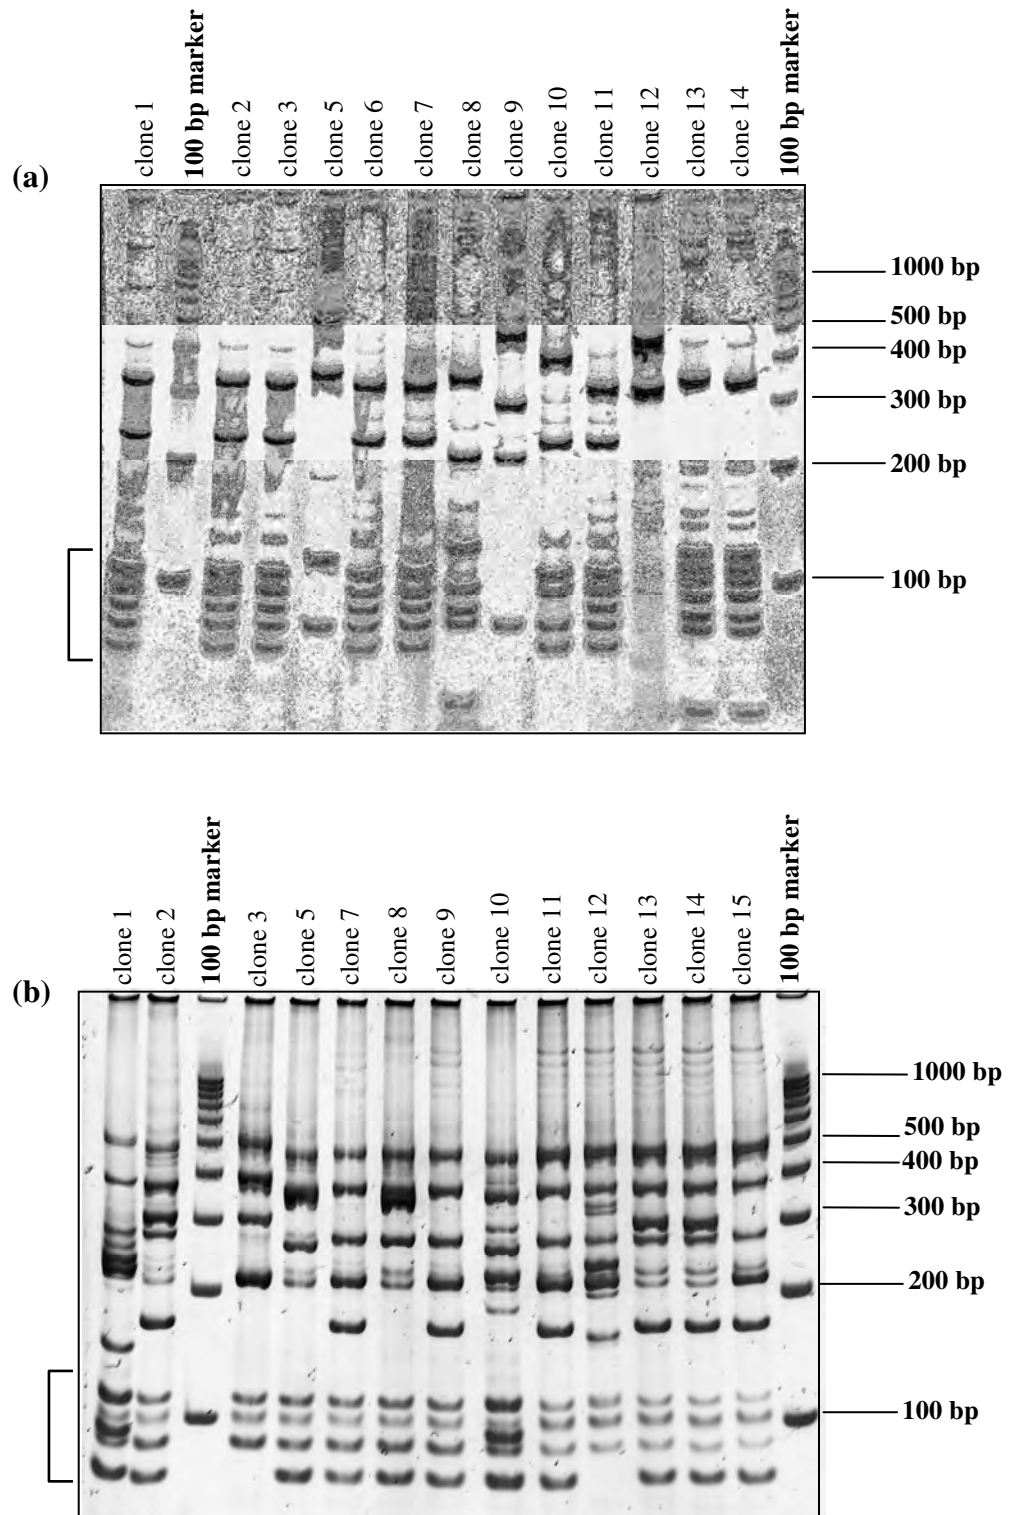 clone 1
100 bp marker
clone 2
clone 3
clone 5
clone 6
clone 7
clone 8
clone 9
clone 10
clone 11
clone 12
clone 13
clone 14
100 bp marker
(a)
1000 bp
500 bp
400 bp
300 bp
200 bp
100 bp
clone 1
clone 2
100 bp marker
clone 3
clone 5
clone 7
clone 8
clone 9
clone 10
clone 11
clone 12
clone 13
clone 14
clone 15
100 bp marker
(b)
1000 bp
500 bp
400 bp
300 bp
200 bp
100 bp